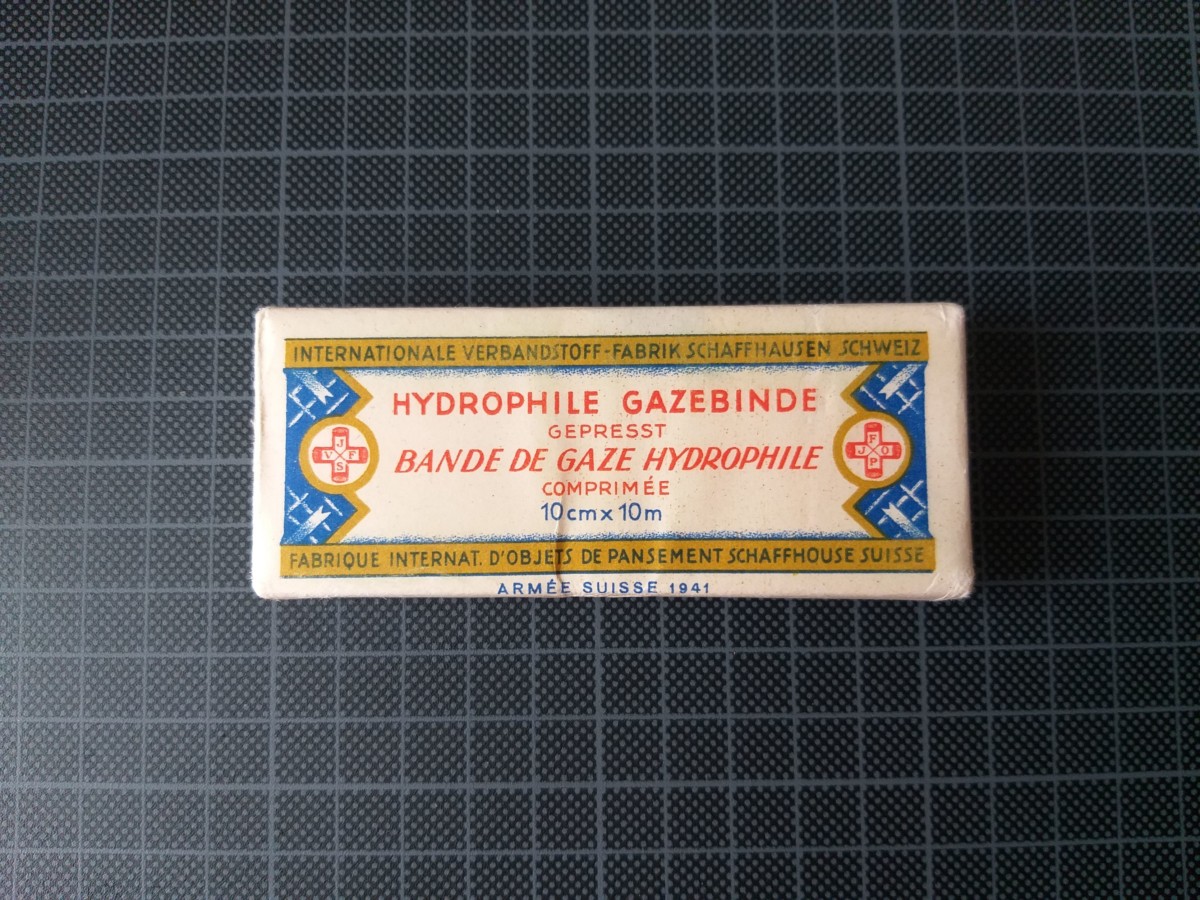 INTERNATIONALE VERBANDSTOFF-FABRIK SCHAFFHAUSEN SCHWEIZ
HYDROPHILE GAZEBINDE
GEPRESST
BANDE DE GAZE HYDROPHILE
COMPRIMÉE
10cm x 10m
J
V F
S
F
J O
P
FABRIQUE INTERNAT. D'OBJETS DE PANSEMENT SCHAFFHOUSE SUISSE
ARMÉE SUISSE 1941